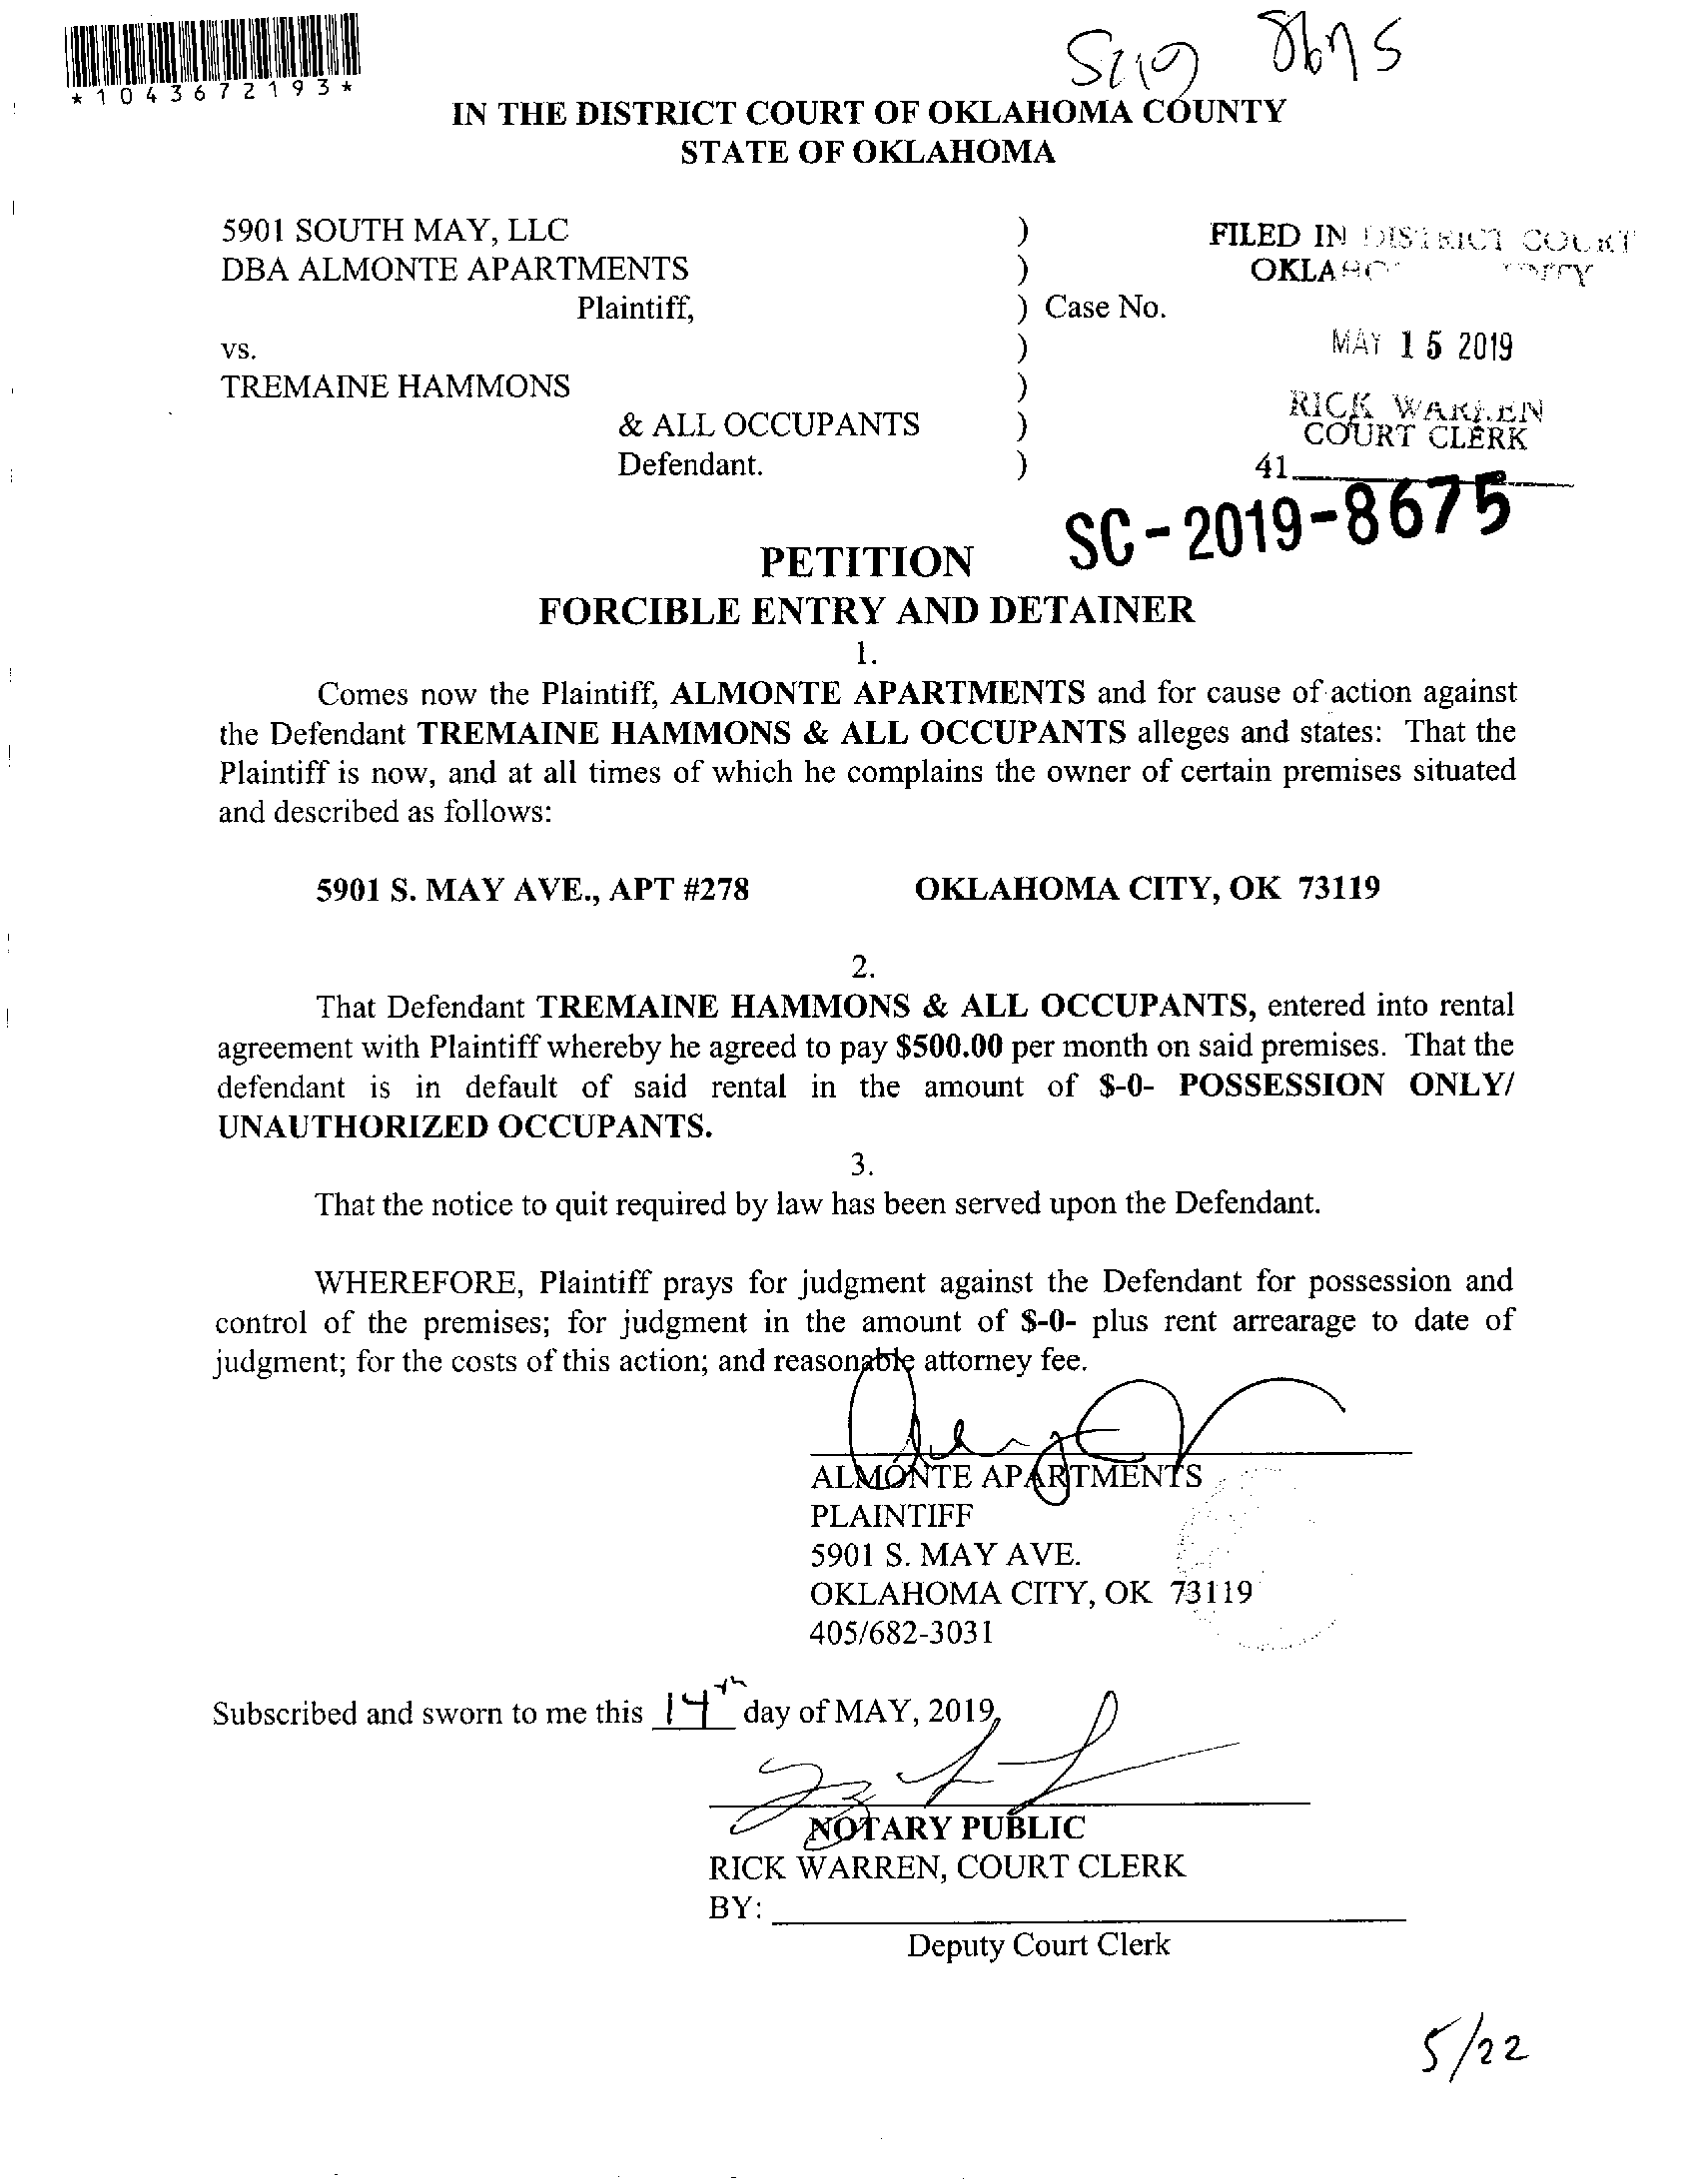 *1043672193*
SC19 8675
IN THE DISTRICT COURT OF OKLAHOMA COUNTY
STATE OF OKLAHOMA
5901 SOUTH MAY, LLC )
DBA ALMONTE APARTMENTS )
Plaintiff, ) Case No.
vs. )
TREMAINE HAMMONS )
& ALL OCCUPANTS )
Defendant. )
FILED IN DISTRICT COURT
OKLAHOMA COUNTY
MAY 15 2019
RICK WARREN
COURT CLERK
41
SC-2019-8675
PETITION
FORCIBLE ENTRY AND DETAINER
1.
Comes now the Plaintiff, ALMONTE APARTMENTS and for cause of action against
the Defendant TREMAINE HAMMONS & ALL OCCUPANTS alleges and states: That the
Plaintiff is now, and at all times of which he complains the owner of certain premises situated
and described as follows:
5901 S. MAY AVE., APT #278 OKLAHOMA CITY, OK 73119
2.
That Defendant TREMAINE HAMMONS & ALL OCCUPANTS, entered into rental
agreement with Plaintiff whereby he agreed to pay $500.00 per month on said premises. That the
defendant is in default of said rental in the amount of $-0- POSSESSION ONLY/
UNAUTHORIZED OCCUPANTS.
3.
That the notice to quit required by law has been served upon the Defendant.
WHEREFORE, Plaintiff prays for judgment against the Defendant for possession and
control of the premises; for judgment in the amount of $-0- plus rent arrearage to date of
judgment; for the costs of this action; and reasonable attorney fee.
ALMONTE APARTMENTS
PLAINTIFF
5901 S. MAY AVE.
OKLAHOMA CITY, OK 73119
405/682-3031
Subscribed and sworn to me this 14th day of MAY, 2019,
NOTARY PUBLIC
RICK WARREN, COURT CLERK
BY:
Deputy Court Clerk
5/22